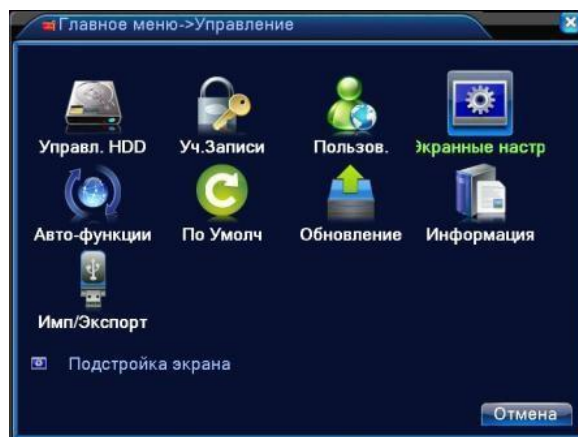 Главное меню->Управление
Управл. HDD Уч.Записи Пользов. Экранные настр
Авто-функции По Умолч Обновление Информация
Имп/Экспорт
Подстройка экрана
Отмена